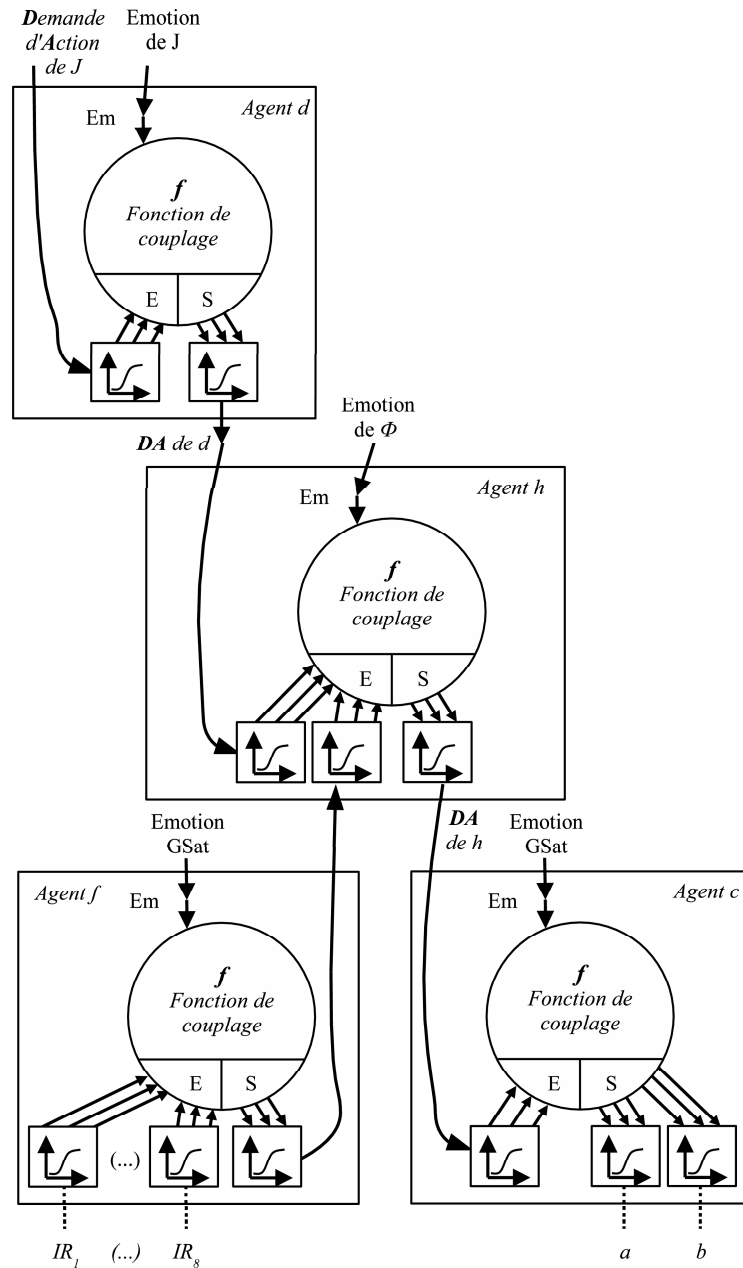 Demande
d'Action
de J
Emotion
de J
Agent d
Em
f
Fonction de
couplage
E
S
DA de d
Emotion
de Φ
Agent h
Em
f
Fonction de
couplage
E
S
DA
de h
Emotion
GSat
Agent f
Em
f
Fonction de
couplage
E
S
(...)
IR1
(...)
IR8
Emotion
GSat
Agent c
Em
f
Fonction de
couplage
E
S
a
b